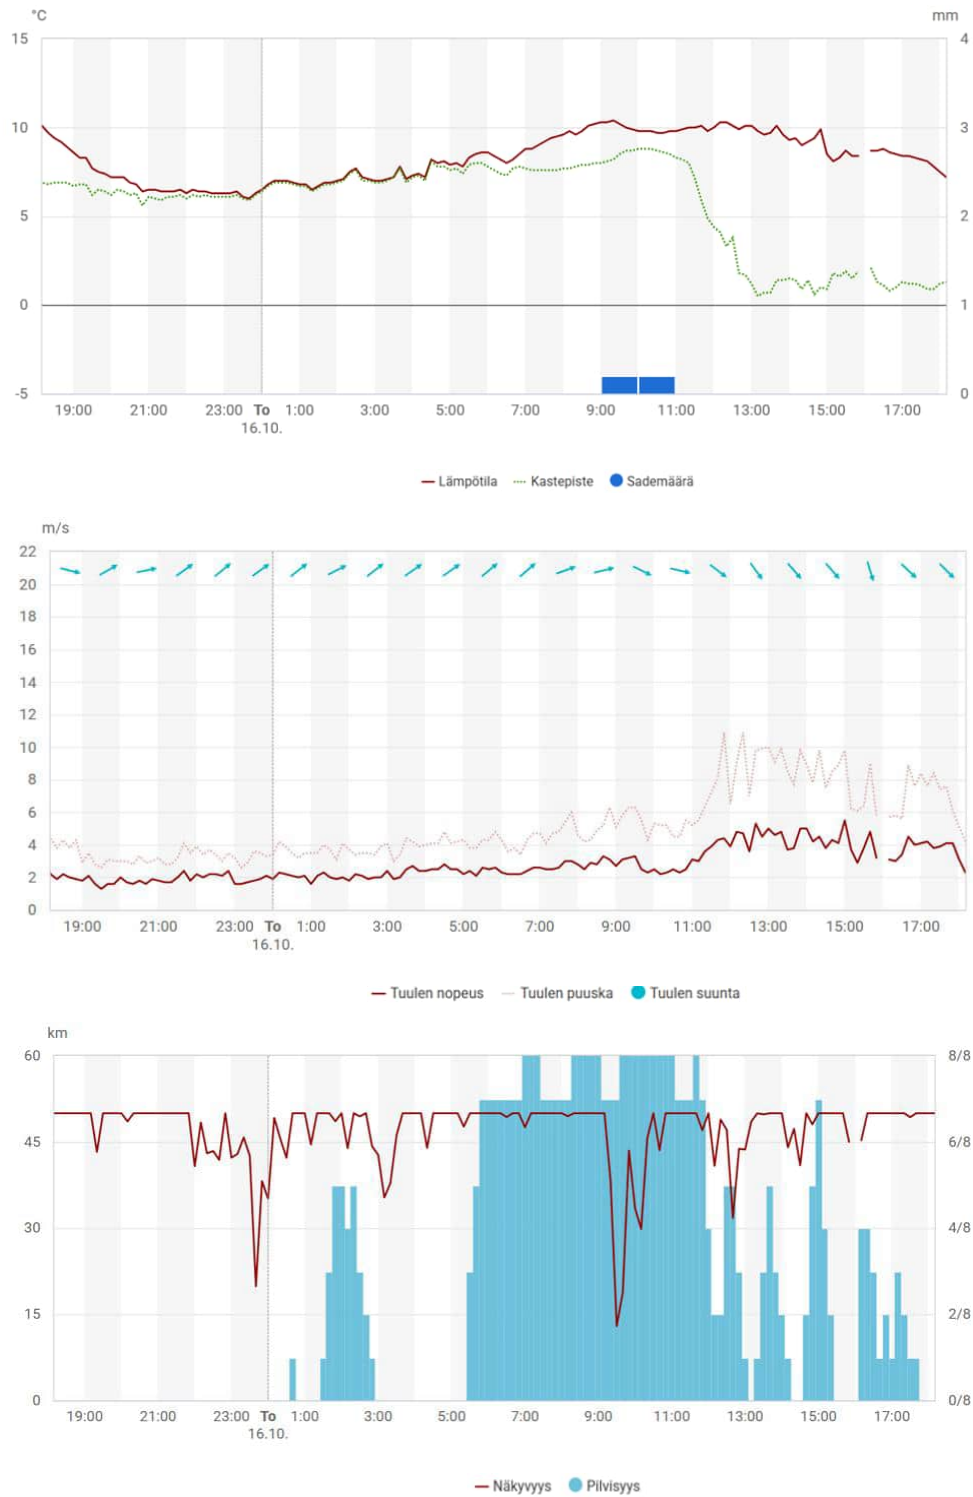 °C mm
15 4
10 3
5 2
0 1
-5 0
19:00 21:00 23:00 To 1:00 3:00 5:00 7:00 9:00 11:00 13:00 15:00 17:00
16.10.
Lämpötila Kastepiste Sademäärä
m/s
22
20
18
16
14
12
10
8
6
4
2
0
19:00 21:00 23:00 To 1:00 3:00 5:00 7:00 9:00 11:00 13:00 15:00 17:00
16.10.
Tuulen nopeus Tuulen puuska Tuulen suunta
km
60 8/8
45 6/8
30 4/8
15 2/8
0 0/8
19:00 21:00 23:00 To 1:00 3:00 5:00 7:00 9:00 11:00 13:00 15:00 17:00
16.10.
Näkyvyys Pilvisyys